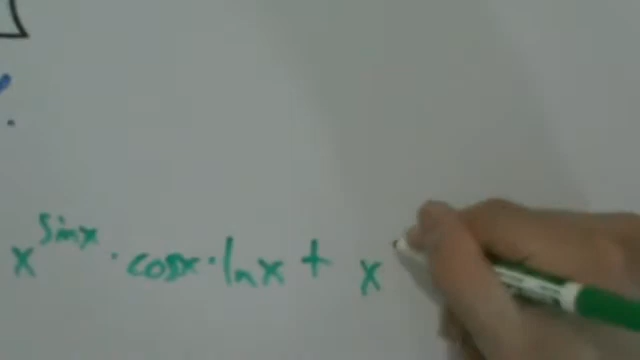 x^sinx · cosx · lnx + x